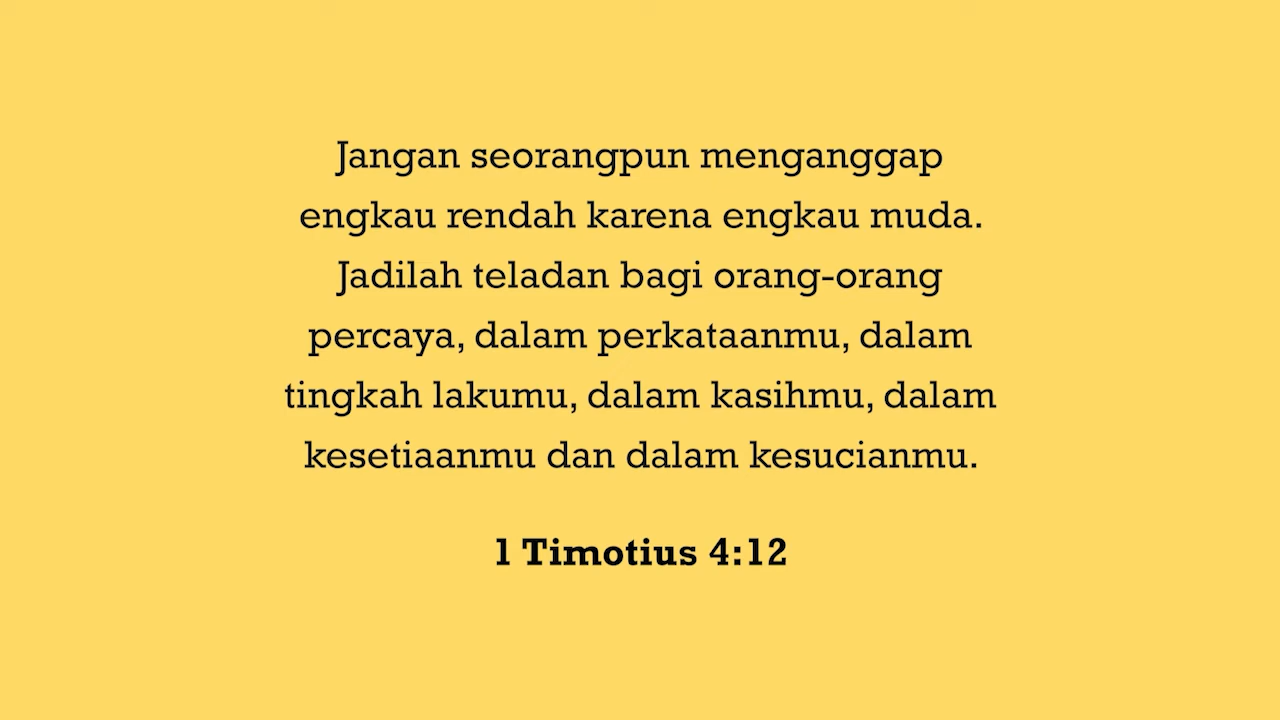 Jangan seorangpun menganggap
engkau rendah karena engkau muda.
Jadilah teladan bagi orang-orang
percaya, dalam perkataanmu, dalam
tingkah lakumu, dalam kasihmu, dalam
kesetiaanmu dan dalam kesucianmu.
1 Timotius 4:12